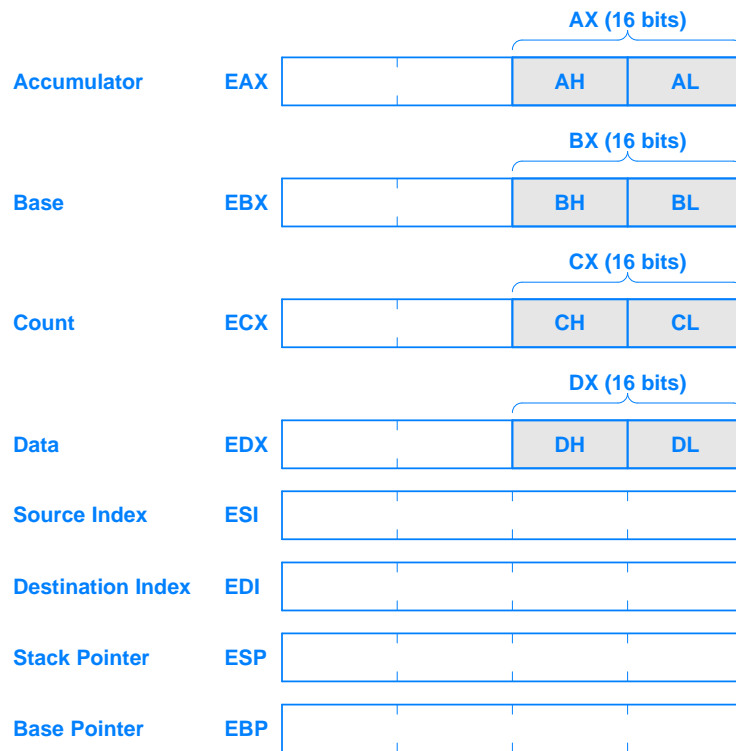 AX (16 bits)
Accumulator EAX AH AL
BX (16 bits)
Base EBX BH BL
CX (16 bits)
Count ECX CH CL
DX (16 bits)
Data EDX DH DL
Source Index ESI
Destination Index EDI
Stack Pointer ESP
Base Pointer EBP